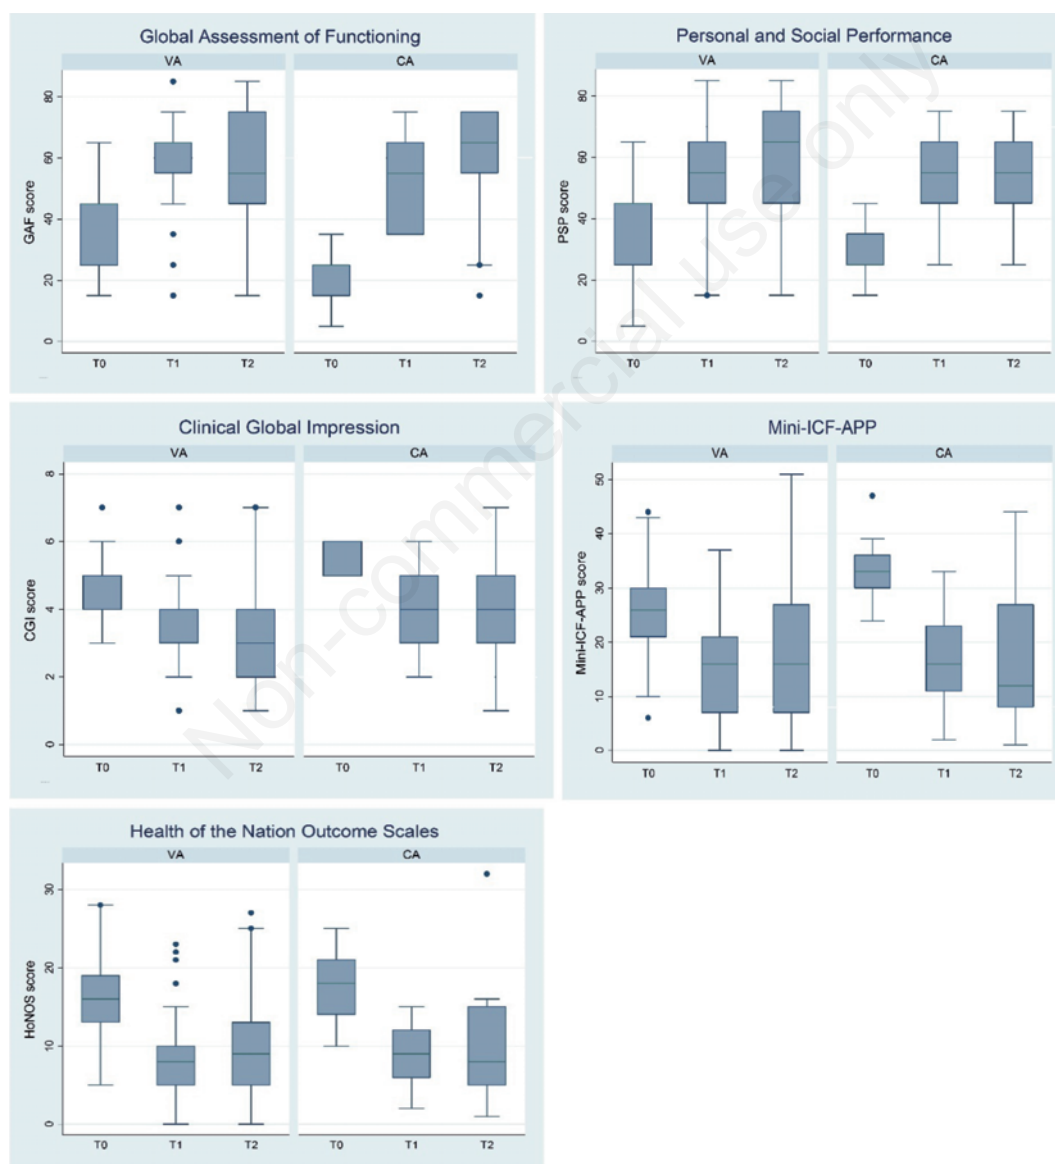 Global Assessment of Functioning
VA CA
GAF score
80
60
40
20
0
T0 T1 T2 T0 T1 T2
Personal and Social Performance
VA CA
PSP score
80
60
40
20
0
T0 T1 T2 T0 T1 T2
Clinical Global Impression
VA CA
CGI score
8
6
4
2
0
T0 T1 T2 T0 T1 T2
Mini-ICF-APP
VA CA
Mini-ICF-APP score
50
40
30
20
10
0
T0 T1 T2 T0 T1 T2
Health of the Nation Outcome Scales
VA CA
HoNOS score
30
20
10
0
T0 T1 T2 T0 T1 T2
Non-commercial use only